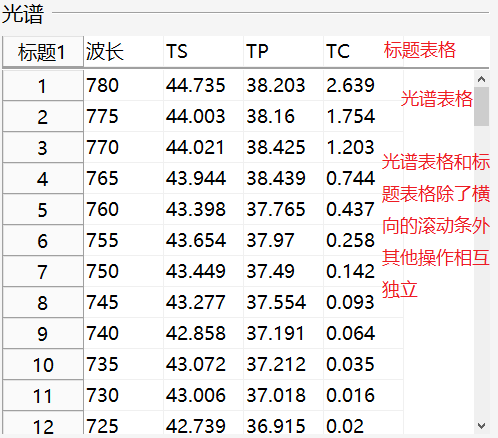 光谱
标题1 波长 TS TP TC 标题表格
1 780 44.735 38.203 2.639
光谱表格
2 775 44.003 38.16 1.754
3 770 44.021 38.425 1.203
光谱表格和标
4 765 43.944 38.439 0.744
题表格除了横
5 760 43.398 37.765 0.437
向的滚动条外
6 755 43.654 37.97 0.258
其他操作相互
7 750 43.449 37.49 0.142
独立
8 745 43.277 37.554 0.093
9 740 42.858 37.191 0.064
10 735 43.072 37.212 0.035
11 730 43.006 37.018 0.016
12 725 42.739 36.915 0.02